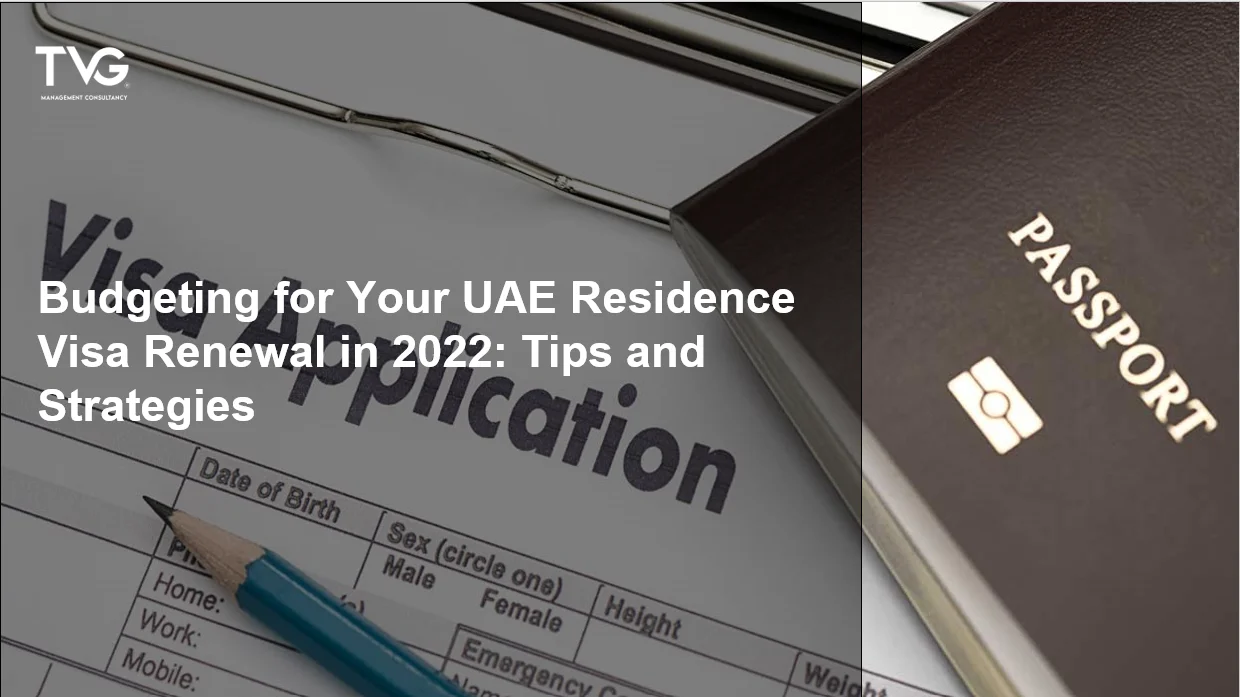 TVG
MANAGEMENT CONSULTANCY
Visa Application
Budgeting for Your UAE Residence
Visa Renewal in 2022: Tips and
Strategies
PASSPORT
Date of Birth
Sex (circle one)
Male Female
Height
Weight
Home:
Work:
Mobile:
Emergency